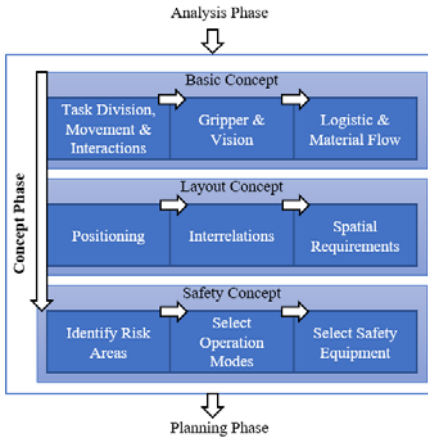 Analysis Phase
Concept Phase
Basic Concept
Task Division,
Movement &
Interactions
Gripper &
Vision
Logistic &
Material Flow
Layout Concept
Positioning
Interrelations
Spatial
Requirements
Safety Concept
Identify Risk
Areas
Select
Operation
Modes
Select Safety
Equipment
Planning Phase